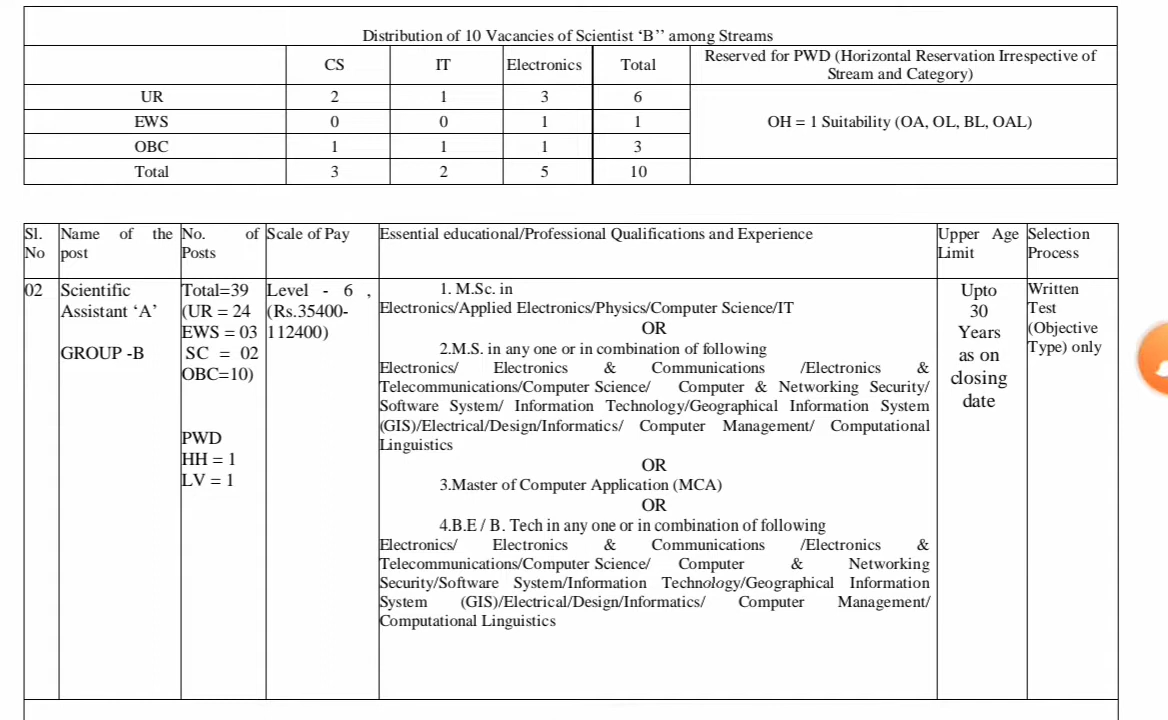 Distribution of 10 Vacancies of Scientist ‘B’’ among Streams
CS IT Electronics Total Reserved for PWD (Horizontal Reservation Irrespective of
Stream and Category)
UR 2 1 3 6
EWS 0 0 1 1 OH = 1 Suitability (OA, OL, BL, OAL)
OBC 1 1 1 3
Total 3 2 5 10
Sl.
No
Name of the
post
No. of
Posts
Scale of Pay
Essential educational/Professional Qualifications and Experience
Upper Age
Limit
Selection
Process
02
Scientific
Assistant ‘A’
GROUP -B
Total=39
(UR = 24
EWS = 03
SC = 02
OBC=10)
PWD
HH = 1
LV = 1
Level - 6 ,
(Rs.35400-
112400)
1. M.Sc. in
Electronics/Applied Electronics/Physics/Computer Science/IT
OR
2.M.S. in any one or in combination of following
Electronics/ Electronics & Communications /Electronics &
Telecommunications/Computer Science/ Computer & Networking Security/
Software System/ Information Technology/Geographical Information System
(GIS)/Electrical/Design/Informatics/ Computer Management/ Computational
Linguistics
OR
3.Master of Computer Application (MCA)
OR
4.B.E / B. Tech in any one or in combination of following
Electronics/ Electronics & Communications /Electronics &
Telecommunications/Computer Science/ Computer & Networking
Security/Software System/Information Technology/Geographical Information
System (GIS)/Electrical/Design/Informatics/ Computer Management/
Computational Linguistics
Upto
30
Years
as on
closing
date
Written
Test
(Objective
Type) only